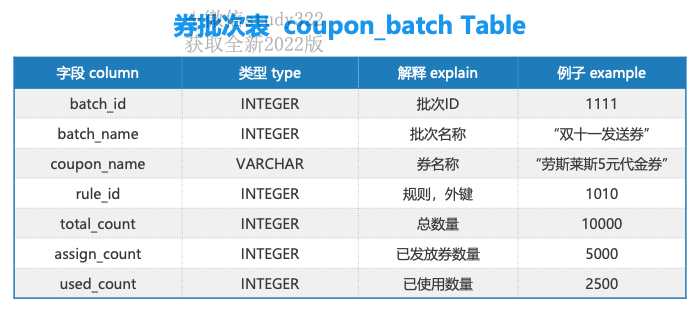 券批次表 coupon_batch Table
获取全新2022版
字段 column 类型 type 解释 explain 例子 example
batch_id INTEGER 批次ID 1111
batch_name INTEGER 批次名称 “双十一发送券”
coupon_name VARCHAR 券名称 “劳斯莱斯5元代金券”
rule_id INTEGER 规则，外键 1010
total_count INTEGER 总数量 10000
assign_count INTEGER 已发放券数量 5000
used_count INTEGER 已使用数量 2500